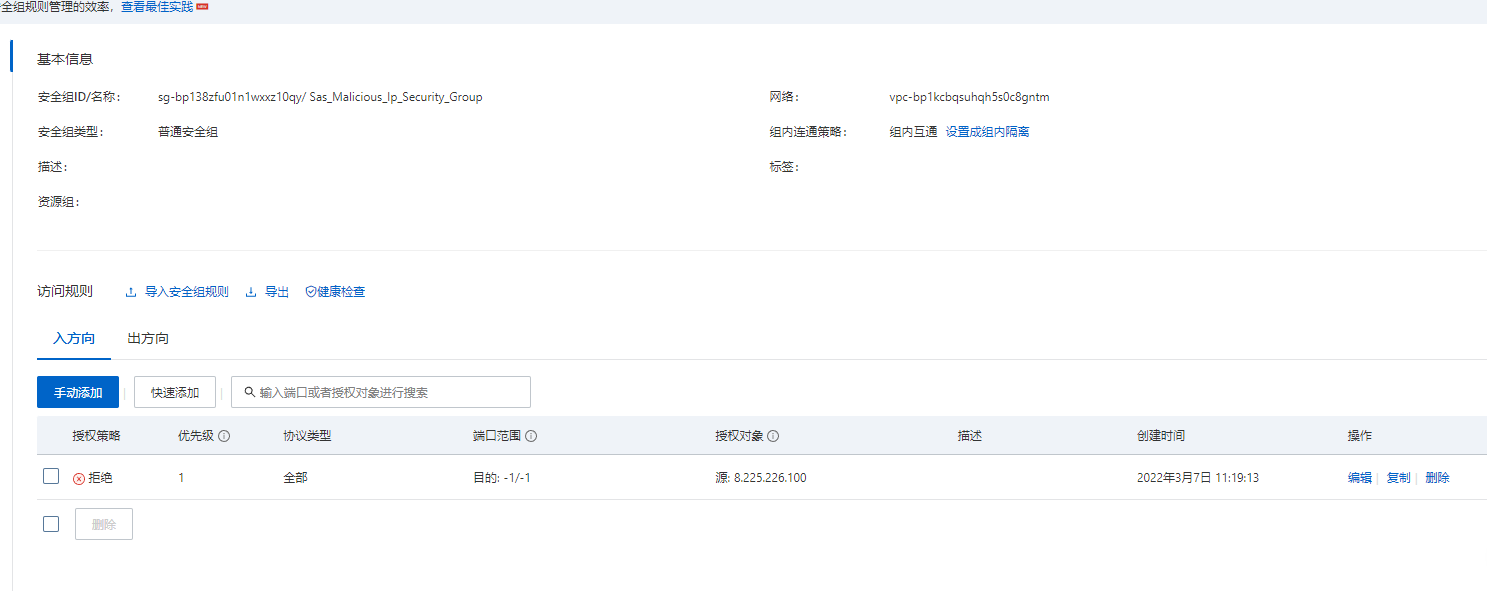 全组规则管理的效率，查看最佳实践 NEW
基本信息
安全组ID/名称： sg-bp138zfu01n1wxxz10qy/ Sas_Malicious_Ip_Security_Group 网络： vpc-bp1kcbqsuhqh5s0c8gntm
安全组类型： 普通安全组 组内连通策略： 组内互通 设置成组内隔离
描述： 标签：
资源组：
访问规则 导入安全组规则 导出 健康检查
入方向 出方向
手动添加 快速添加 输入端口或者授权对象进行搜索
授权策略 优先级 协议类型 端口范围 授权对象 描述 创建时间 操作
拒绝 1 全部 目的: -1/-1 源: 8.225.226.100 2022年3月7日 11:19:13 编辑 复制 删除
删除